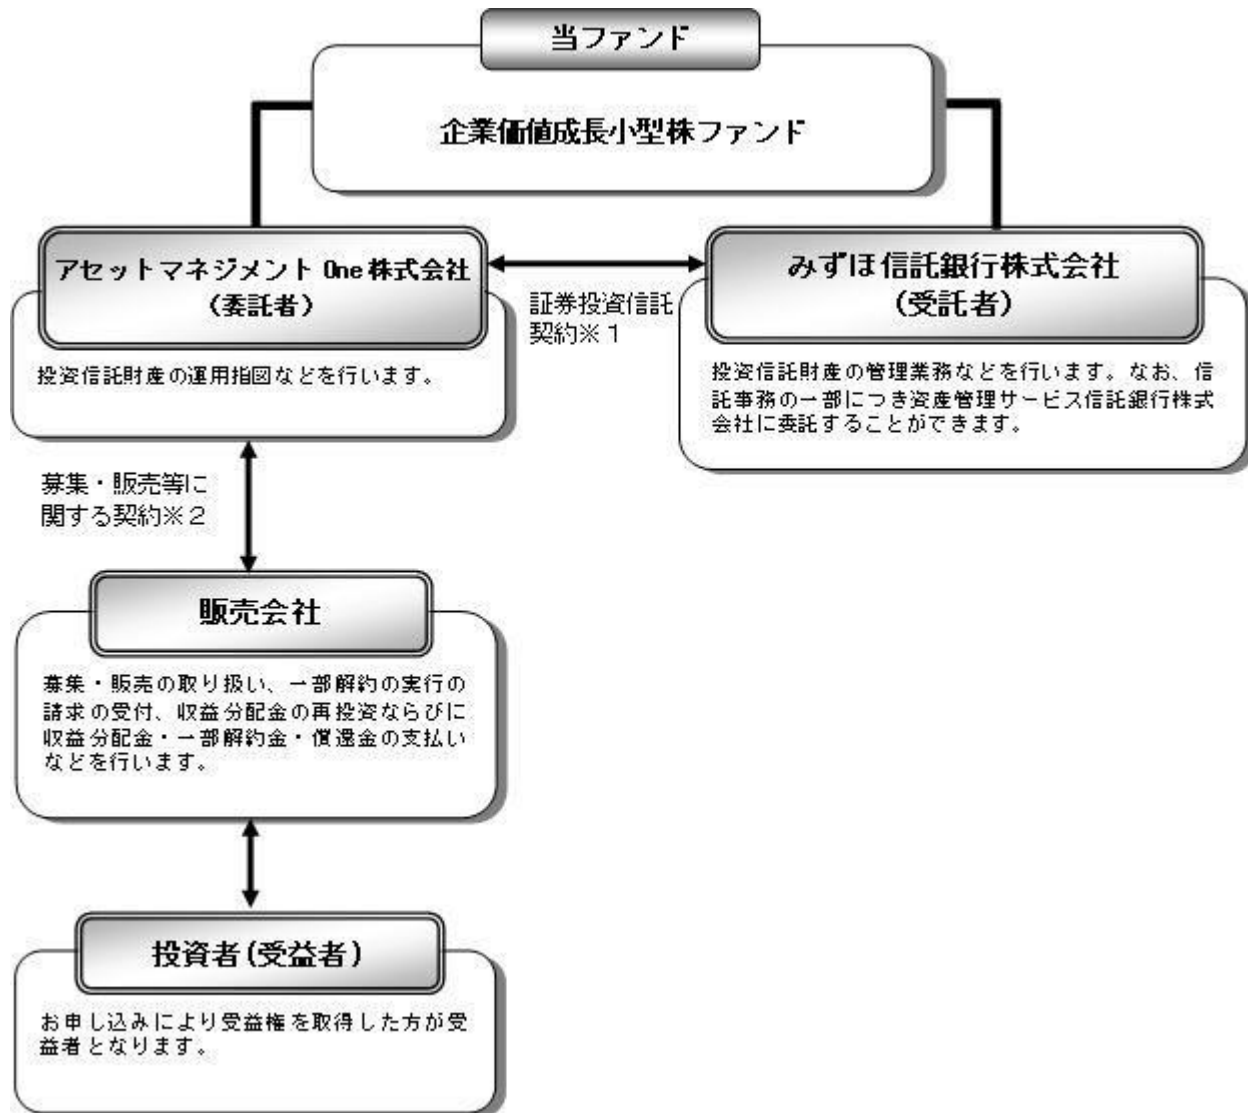 当ファンド
企業価値成長小型株ファンド
アセットマネジメント One 株式会社
（委託者）
投資信託財産の運用指図などを行います。
証券投資信託
契約※１
みずほ信託銀行株式会社
（受託者）
投資信託財産の管理業務などを行います。なお、信
託事務の一部につき資産管理サービス信託銀行株式
会社に委託することができます。
募集・販売等に
関する契約※２
販売会社
募集・販売の取り扱い、一部解約の実行の
請求の受付、収益分配金の再投資ならびに
収益分配金・一部解約金・償還金の支払い
などを行います。
投資者(受益者)
お申し込みにより受益権を取得した方が受
益者となります。